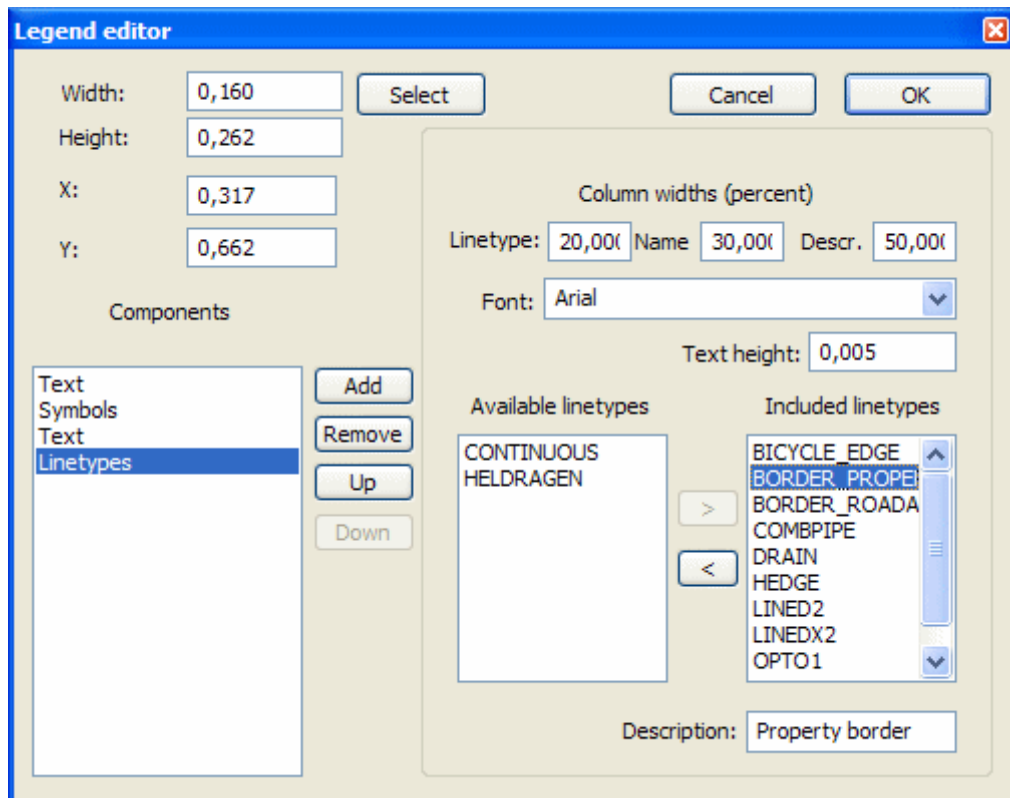 Legend editor
Width: 0,160 Select Cancel OK
Height: 0,262
X: 0,317
Y: 0,662
Column widths (percent)
Linetype: 20,00( Name 30,00( Descr. 50,00(
Font: Arial
Text height: 0,005
Components
Text
Symbols
Text
Linetypes
Add
Remove
Up
Down
Available linetypes
CONTINUOUS
HELDRAGEN
>
<
Included linetypes
BICYCLE_EDGE
BORDER_PROPE
BORDER_ROADA
COMBPIPE
DRAIN
HEDGE
LINED2
LINEDX2
OPTO1
Description: Property border